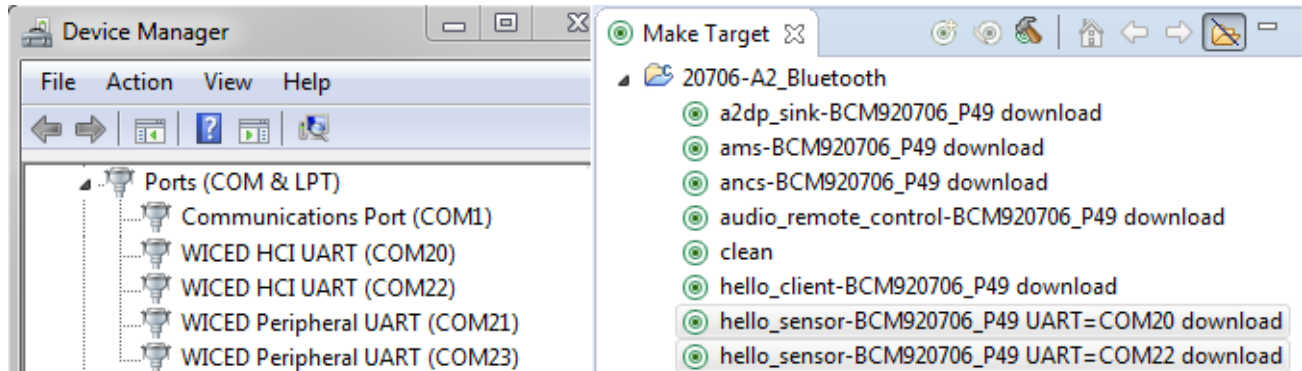 Device Manager
File Action View Help
Ports (COM & LPT)
Communications Port (COM1)
WICED HCI UART (COM20)
WICED HCI UART (COM22)
WICED Peripheral UART (COM21)
WICED Peripheral UART (COM23)
Make Target
20706-A2_Bluetooth
a2dp_sink-BCM920706_P49 download
ams-BCM920706_P49 download
ancs-BCM920706_P49 download
audio_remote_control-BCM920706_P49 download
clean
hello_client-BCM920706_P49 download
hello_sensor-BCM920706_P49 UART=COM20 download
hello_sensor-BCM920706_P49 UART=COM22 download